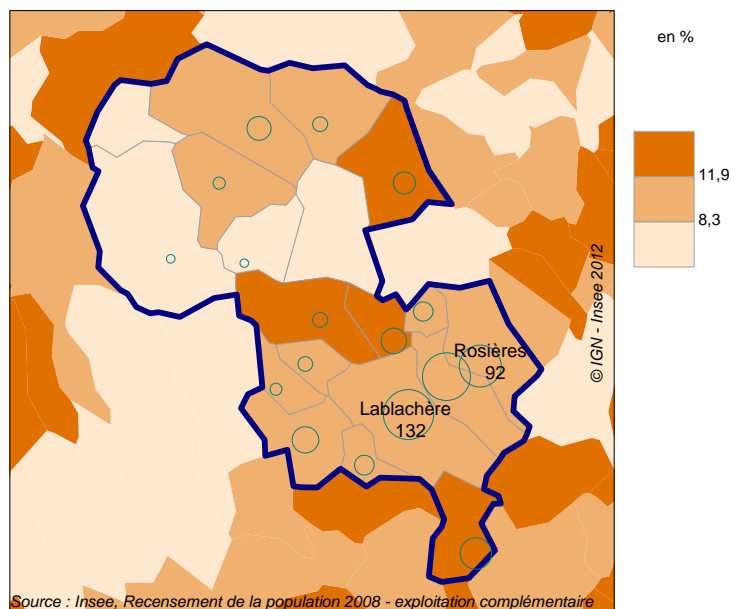 en %
11,9
8,3
© IGN - Insee 2012
Rosières
92
Lablachère
132
Source : Insee, Recensement de la population 2008 - exploitation complémentaire